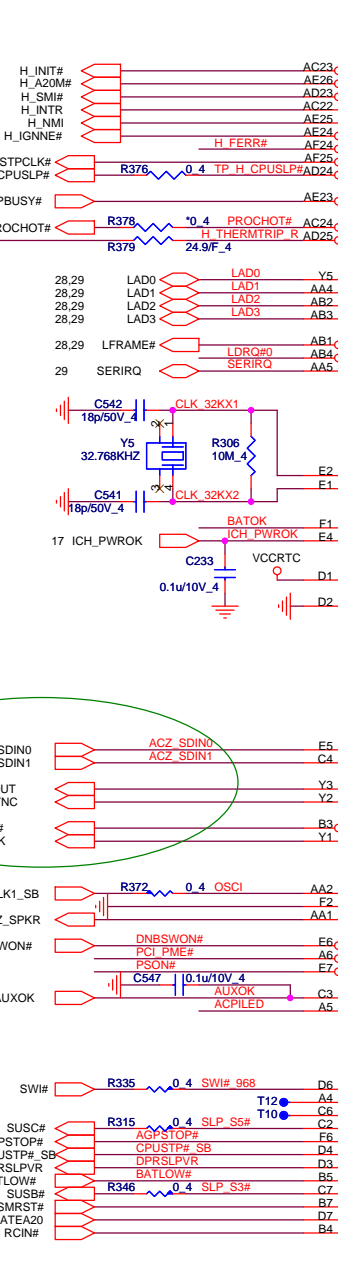 H_INIT# AC23
H_A20M# AE26
H_SMI# AD23
H_INTR AC22
H_NMI AE25
H_IGNNE# AE24
H_FERR# AF24
STPCLK# AF25
CPUSLP# R376 0_4 TP_H_CPUSLP# AD24
PBUSY# AE23
ROCHOT# R378 *0_4 PROCHOT# AC24
R379 24.9/F_4 H_THERMTRIP_R AD25
28,29 LAD0 LAD0 Y5
28,29 LAD1 LAD1 AA4
28,29 LAD2 LAD2 AB2
28,29 LAD3 LAD3 AB3
28,29 LFRAME# AB1
LDRQ#0 AB4
29 SERIRQ SERIRQ AA5
C542 CLK_32KX1
18p/50V_4
2 1
Y5 R306
32.768KHZ 10M_4
E2
3 4 E1
C541 CLK_32KX2
18p/50V_4
BATOK F1
17 ICH_PWROK ICH_PWROK E4
C233 VCCRTC
0.1u/10V_4 D1
D2
SDIN0 ACZ_SDIN0 E5
SDIN1 ACZ_SDIN1 C4
UT Y3
NC Y2
# B3
K Y1
LK1_SB R372 0_4 OSCI AA2
F2
Z_SPKR AA1
WON# DNBSWON# E6
PCI_PME# A6
PSON# E7
C547 0.1u/10V_4
AUXOK AUXOK C3
ACPILED A5
SWI# R335 0_4 SWI#_968 D6
T12 A4
T10 C6
SUSC# R315 0_4 SLP_S5# C2
PSTOP# AGPSTOP# F6
USTP#_SB CPUSTP#_SB D4
RSLPVR DPRSLPVR D3
TLOW# BATLOW# B5
SUSB# R346 0_4 SLP_S3# C7
SMRST# B7
ATEA20 D7
RCIN# B4